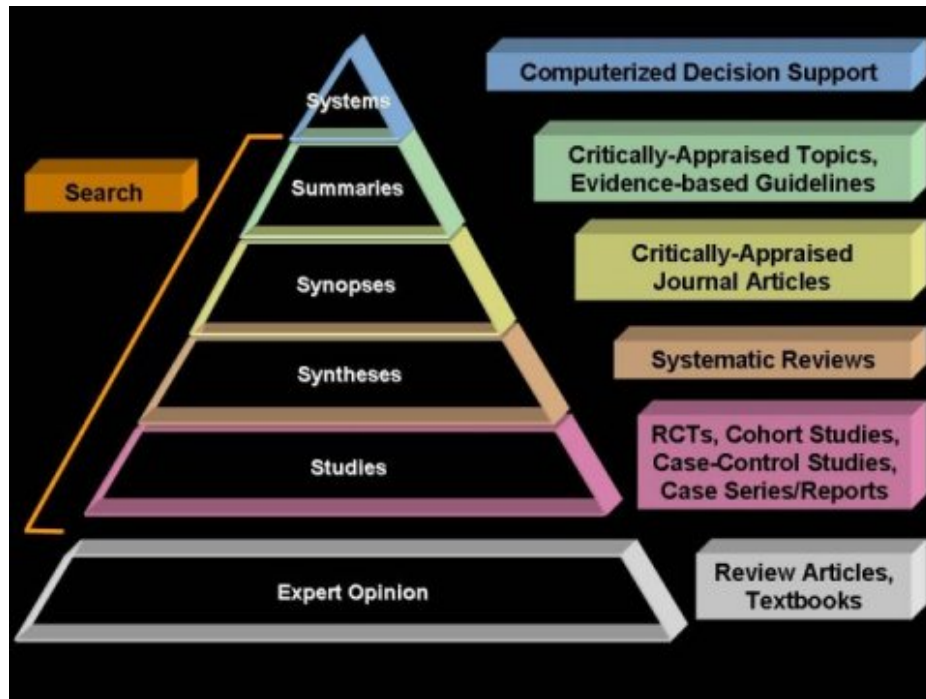 Systems
Computerized Decision Support
Search
Summaries
Critically-Appraised Topics,
Evidence-based Guidelines
Synopses
Critically-Appraised
Journal Articles
Syntheses
Systematic Reviews
Studies
RCTs, Cohort Studies,
Case-Control Studies,
Case Series/Reports
Expert Opinion
Review Articles,
Textbooks